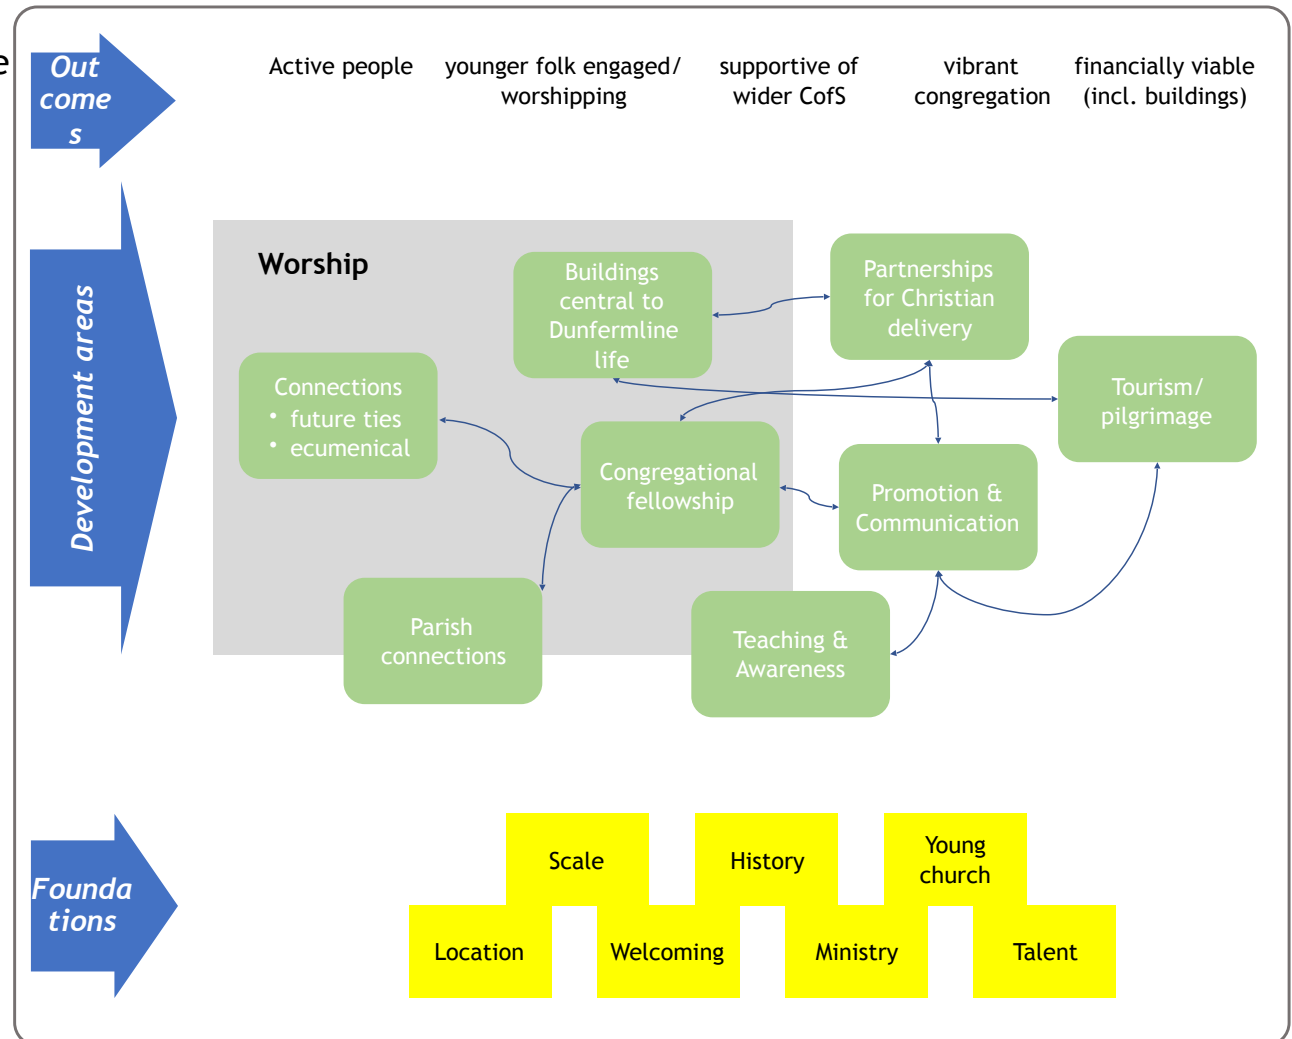 e
Out
come
s
Active people
younger folk engaged/
worshipping
supportive of
wider CofS
vibrant
congregation
financially viable
(incl. buildings)
Development areas
Worship
Buildings
central to
Dunfermline
life
Partnerships
for Christian
delivery
Connections
• future ties
• ecumenical
Tourism/
pilgrimage
Congregational
fellowship
Promotion &
Communication
Parish
connections
Teaching &
Awareness
Founda
tions
Scale
History
Young
church
Location
Welcoming
Ministry
Talent